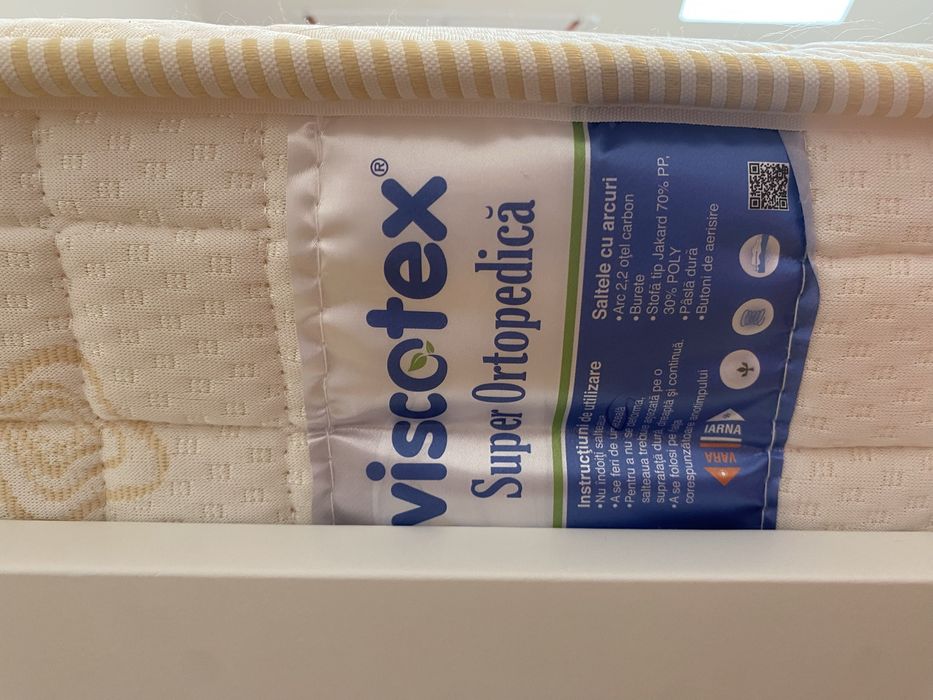 viscotex®
Super Ortopedică
Instrucțiuni de utilizare
•Nu îndoiți salteaua
•A se feri de umezeală
•Pentru a nu se deforma,
salteaua trebuie așezată pe o
suprafață dură, dreaptă și continuă.
•A se folosi pe fața
corespunzătoare anotimpului
VARA IARNA
Saltele cu arcuri
•Arc 2,2 oțel carbon
•Burete
•Stofă tip Jakard 70% PP,
30% POLY
•Pâslă dură
•Butoni de aerisire